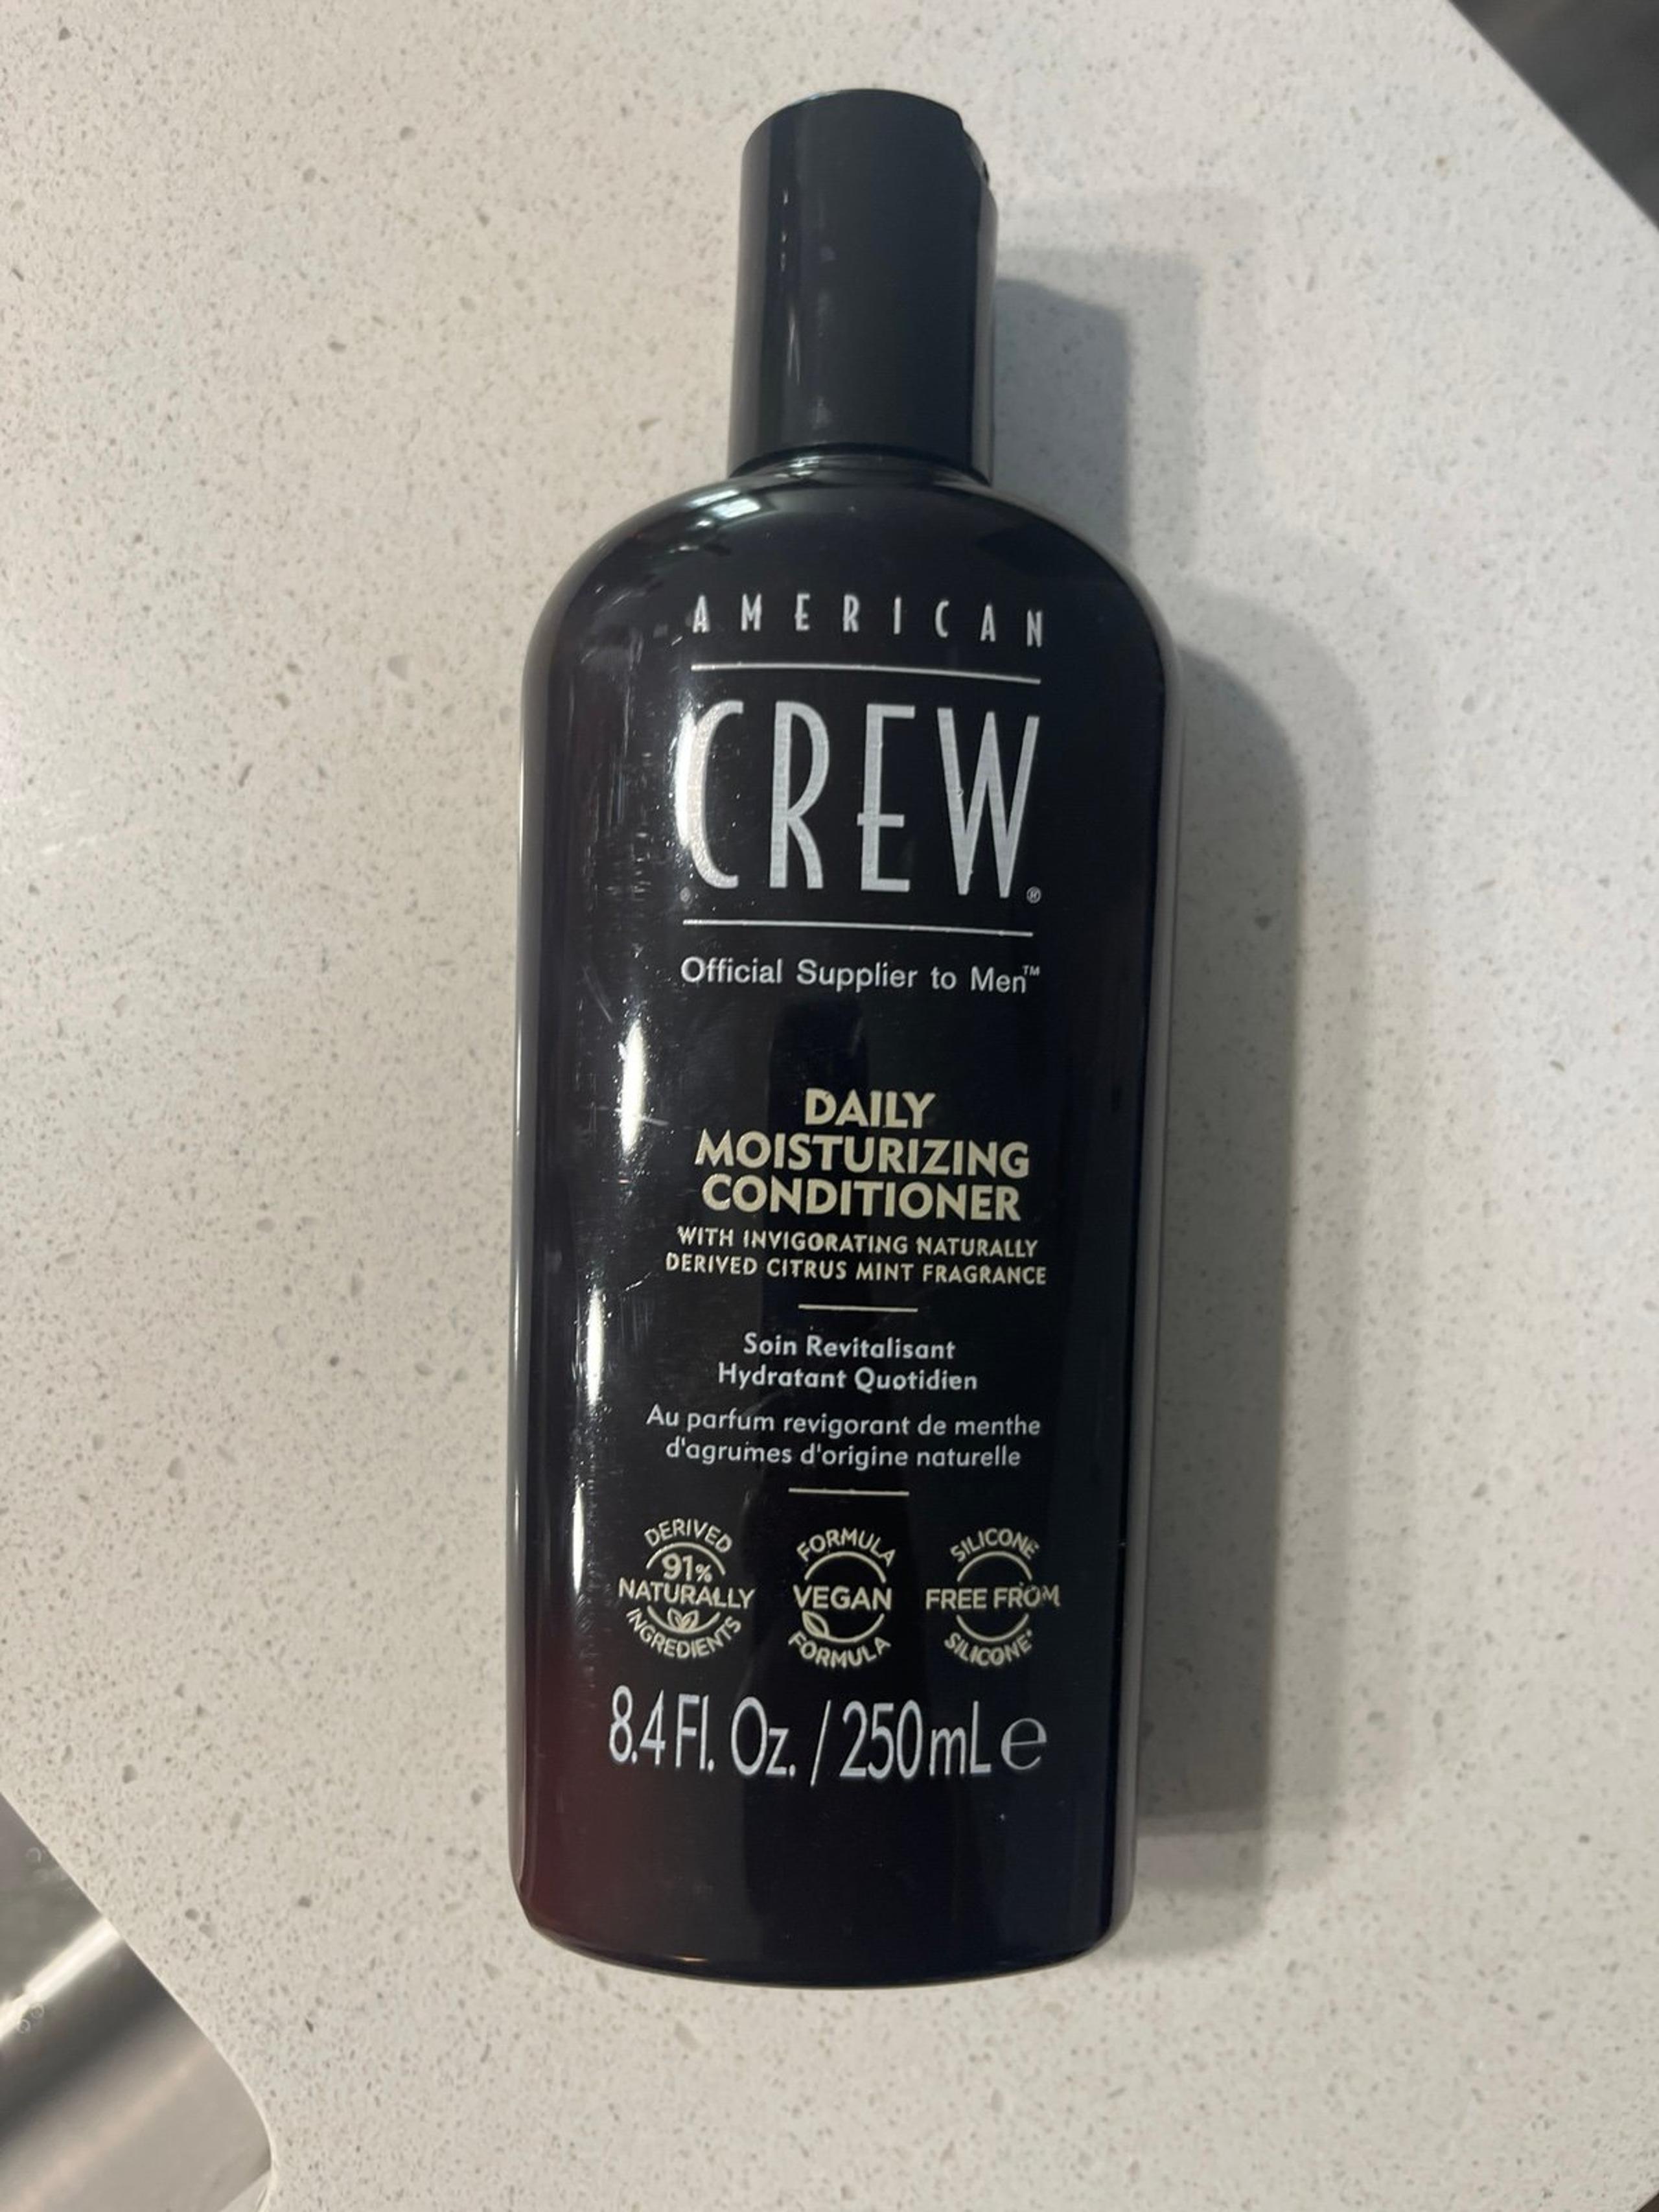 AMERICAN
CREW®
Official Supplier to Men™
DAILY
MOISTURIZING
CONDITIONER
WITH INVIGORATING NATURALLY
DERIVED CITRUS MINT FRAGRANCE
Soin Revitalisant
Hydratant Quotidien
Au parfum revigorant de menthe
d'agrumes d'origine naturelle
DERIVED
91%
NATURALLY
INGREDIENTS
FORMULA
VEGAN
FORMULA
SILICONE
FREE FROM
SILICONE*
8.4 Fl. Oz. / 250 mL ℮